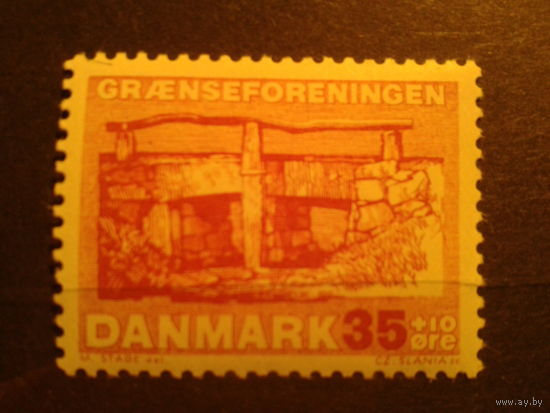 GRÆNSEFORENINGEN
DANMARK 35 +10 øre
M. STAGE del. CZ. SLANIA sc.
www.ay.by